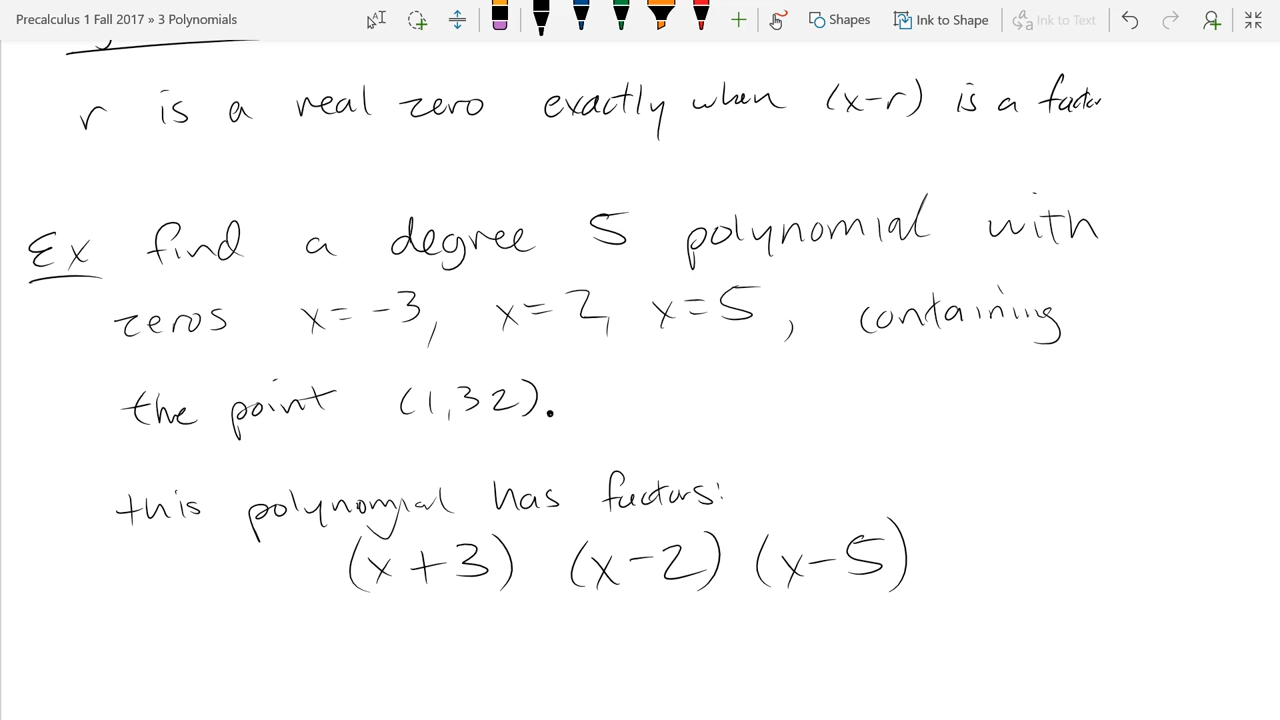 Precalculus 1 Fall 2017 » 3 Polynomials
Shapes
Ink to Shape
Ink to Text
r is a real zero exactly when (x-r) is a factor
Ex find a degree 5 polynomial with
zeros x=-3, x=2, x=5, containing
the point (1,32).
this polynomial has factors:
(x+3) (x-2) (x-5)